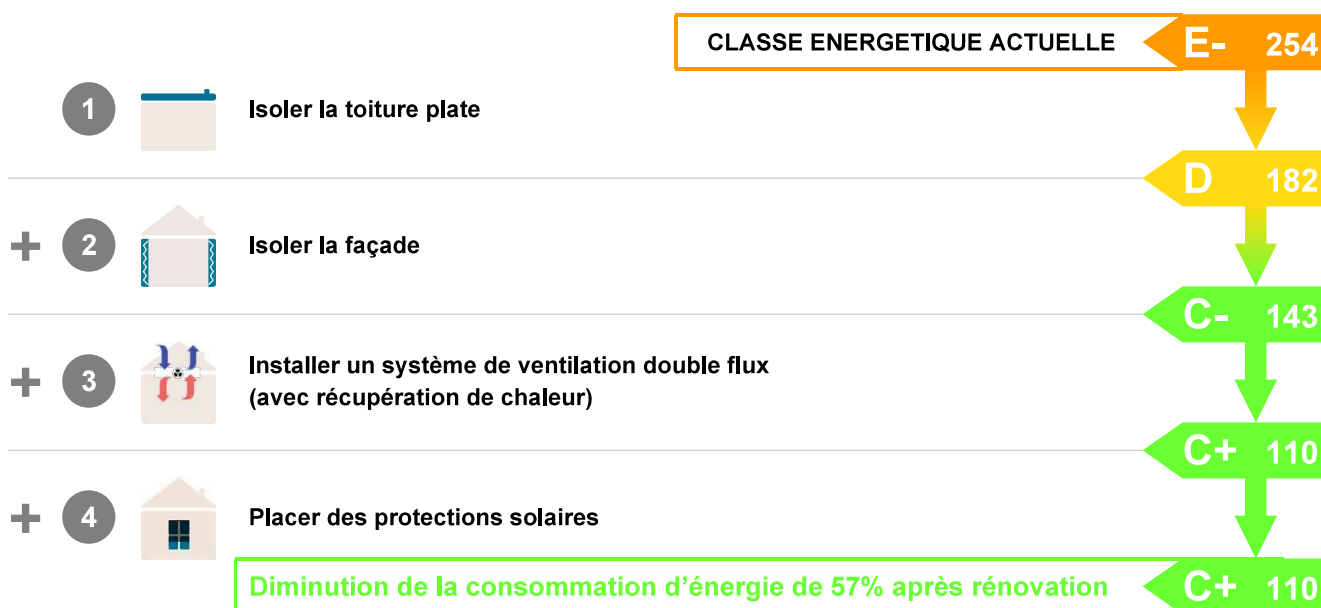 CLASSE ENERGETIQUE ACTUELLE E- 254
1 Isoler la toiture plate
D 182
+ 2 Isoler la façade
C- 143
+ 3 Installer un système de ventilation double flux
(avec récupération de chaleur)
C+ 110
+ 4 Placer des protections solaires
Diminution de la consommation d’énergie de 57% après rénovation C+ 110